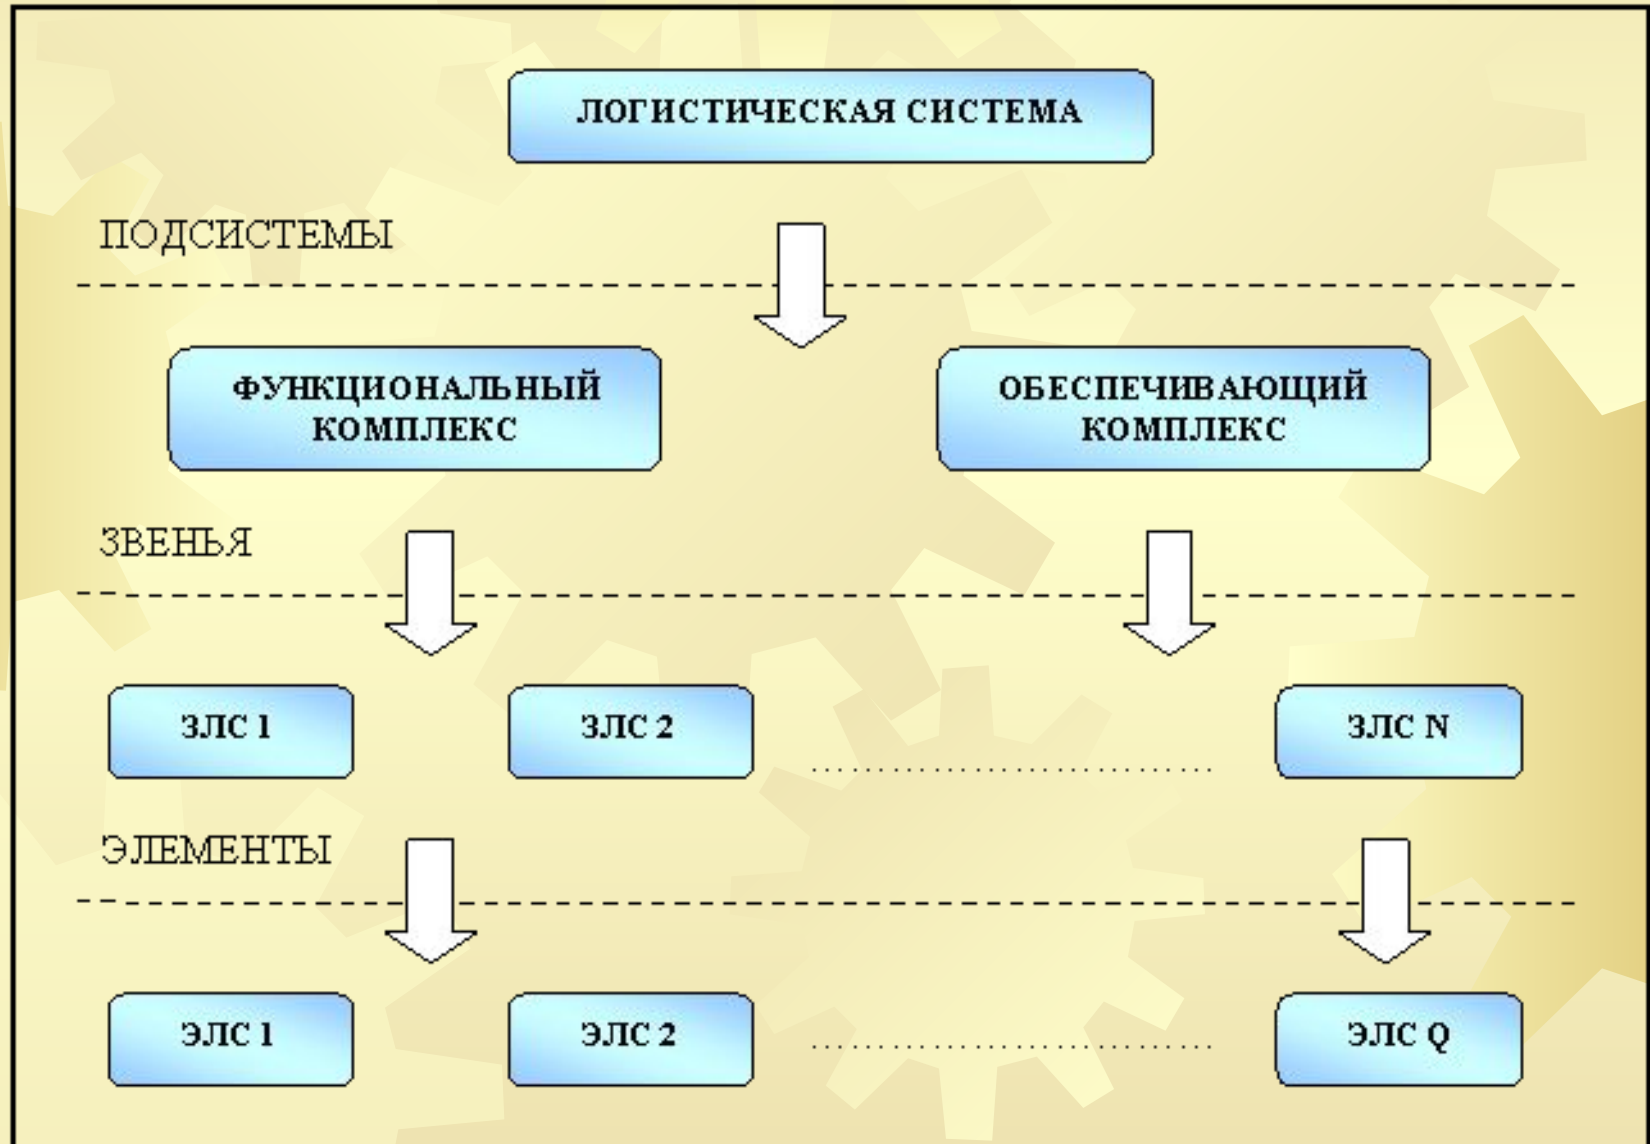 ЛОГИСТИЧЕСКАЯ СИСТЕМА
ПОДСИСТЕМЫ
ФУНКЦИОНАЛЬНЫЙ
КОМПЛЕКС
ОБЕСПЕЧИВАЮЩИЙ
КОМПЛЕКС
ЗВЕНЬЯ
ЗЛС 1
ЗЛС 2
ЗЛС N
ЭЛЕМЕНТЫ
ЭЛС 1
ЭЛС 2
ЭЛС Q